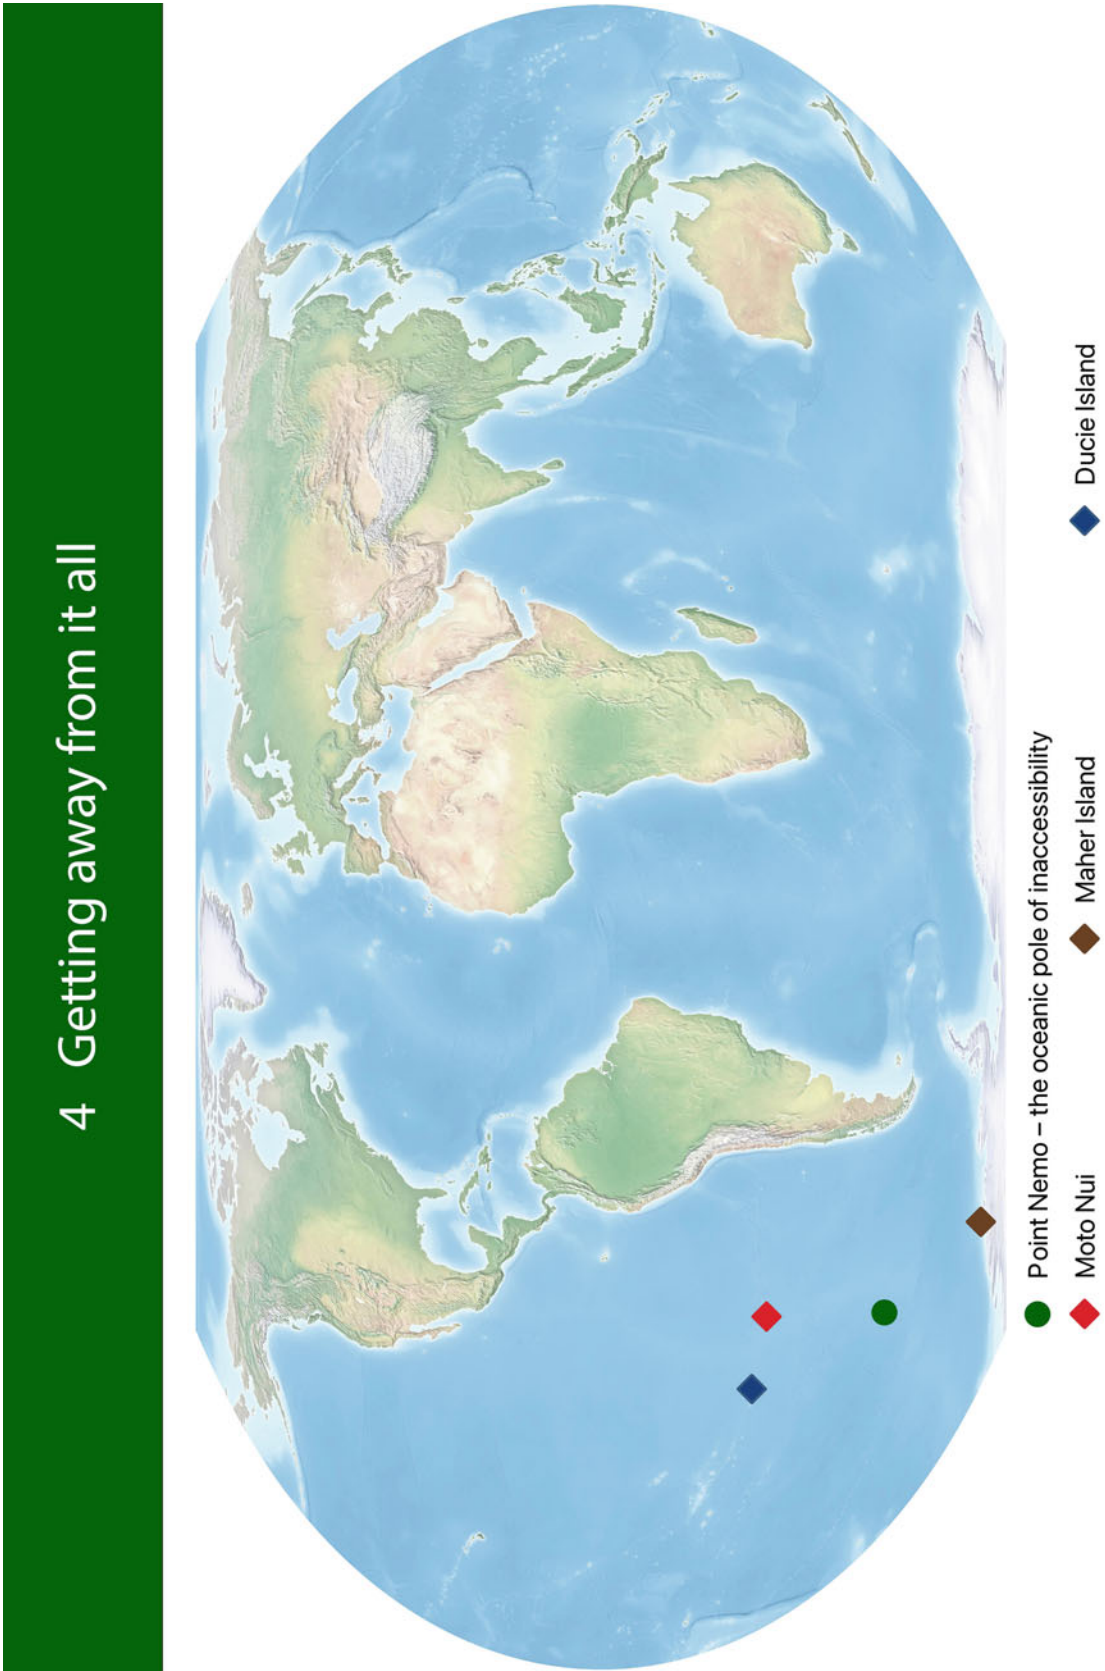 4 Getting away from it all
Point Nemo – the oceanic pole of inaccessibility
Moto Nui
Maher Island
Ducie Island